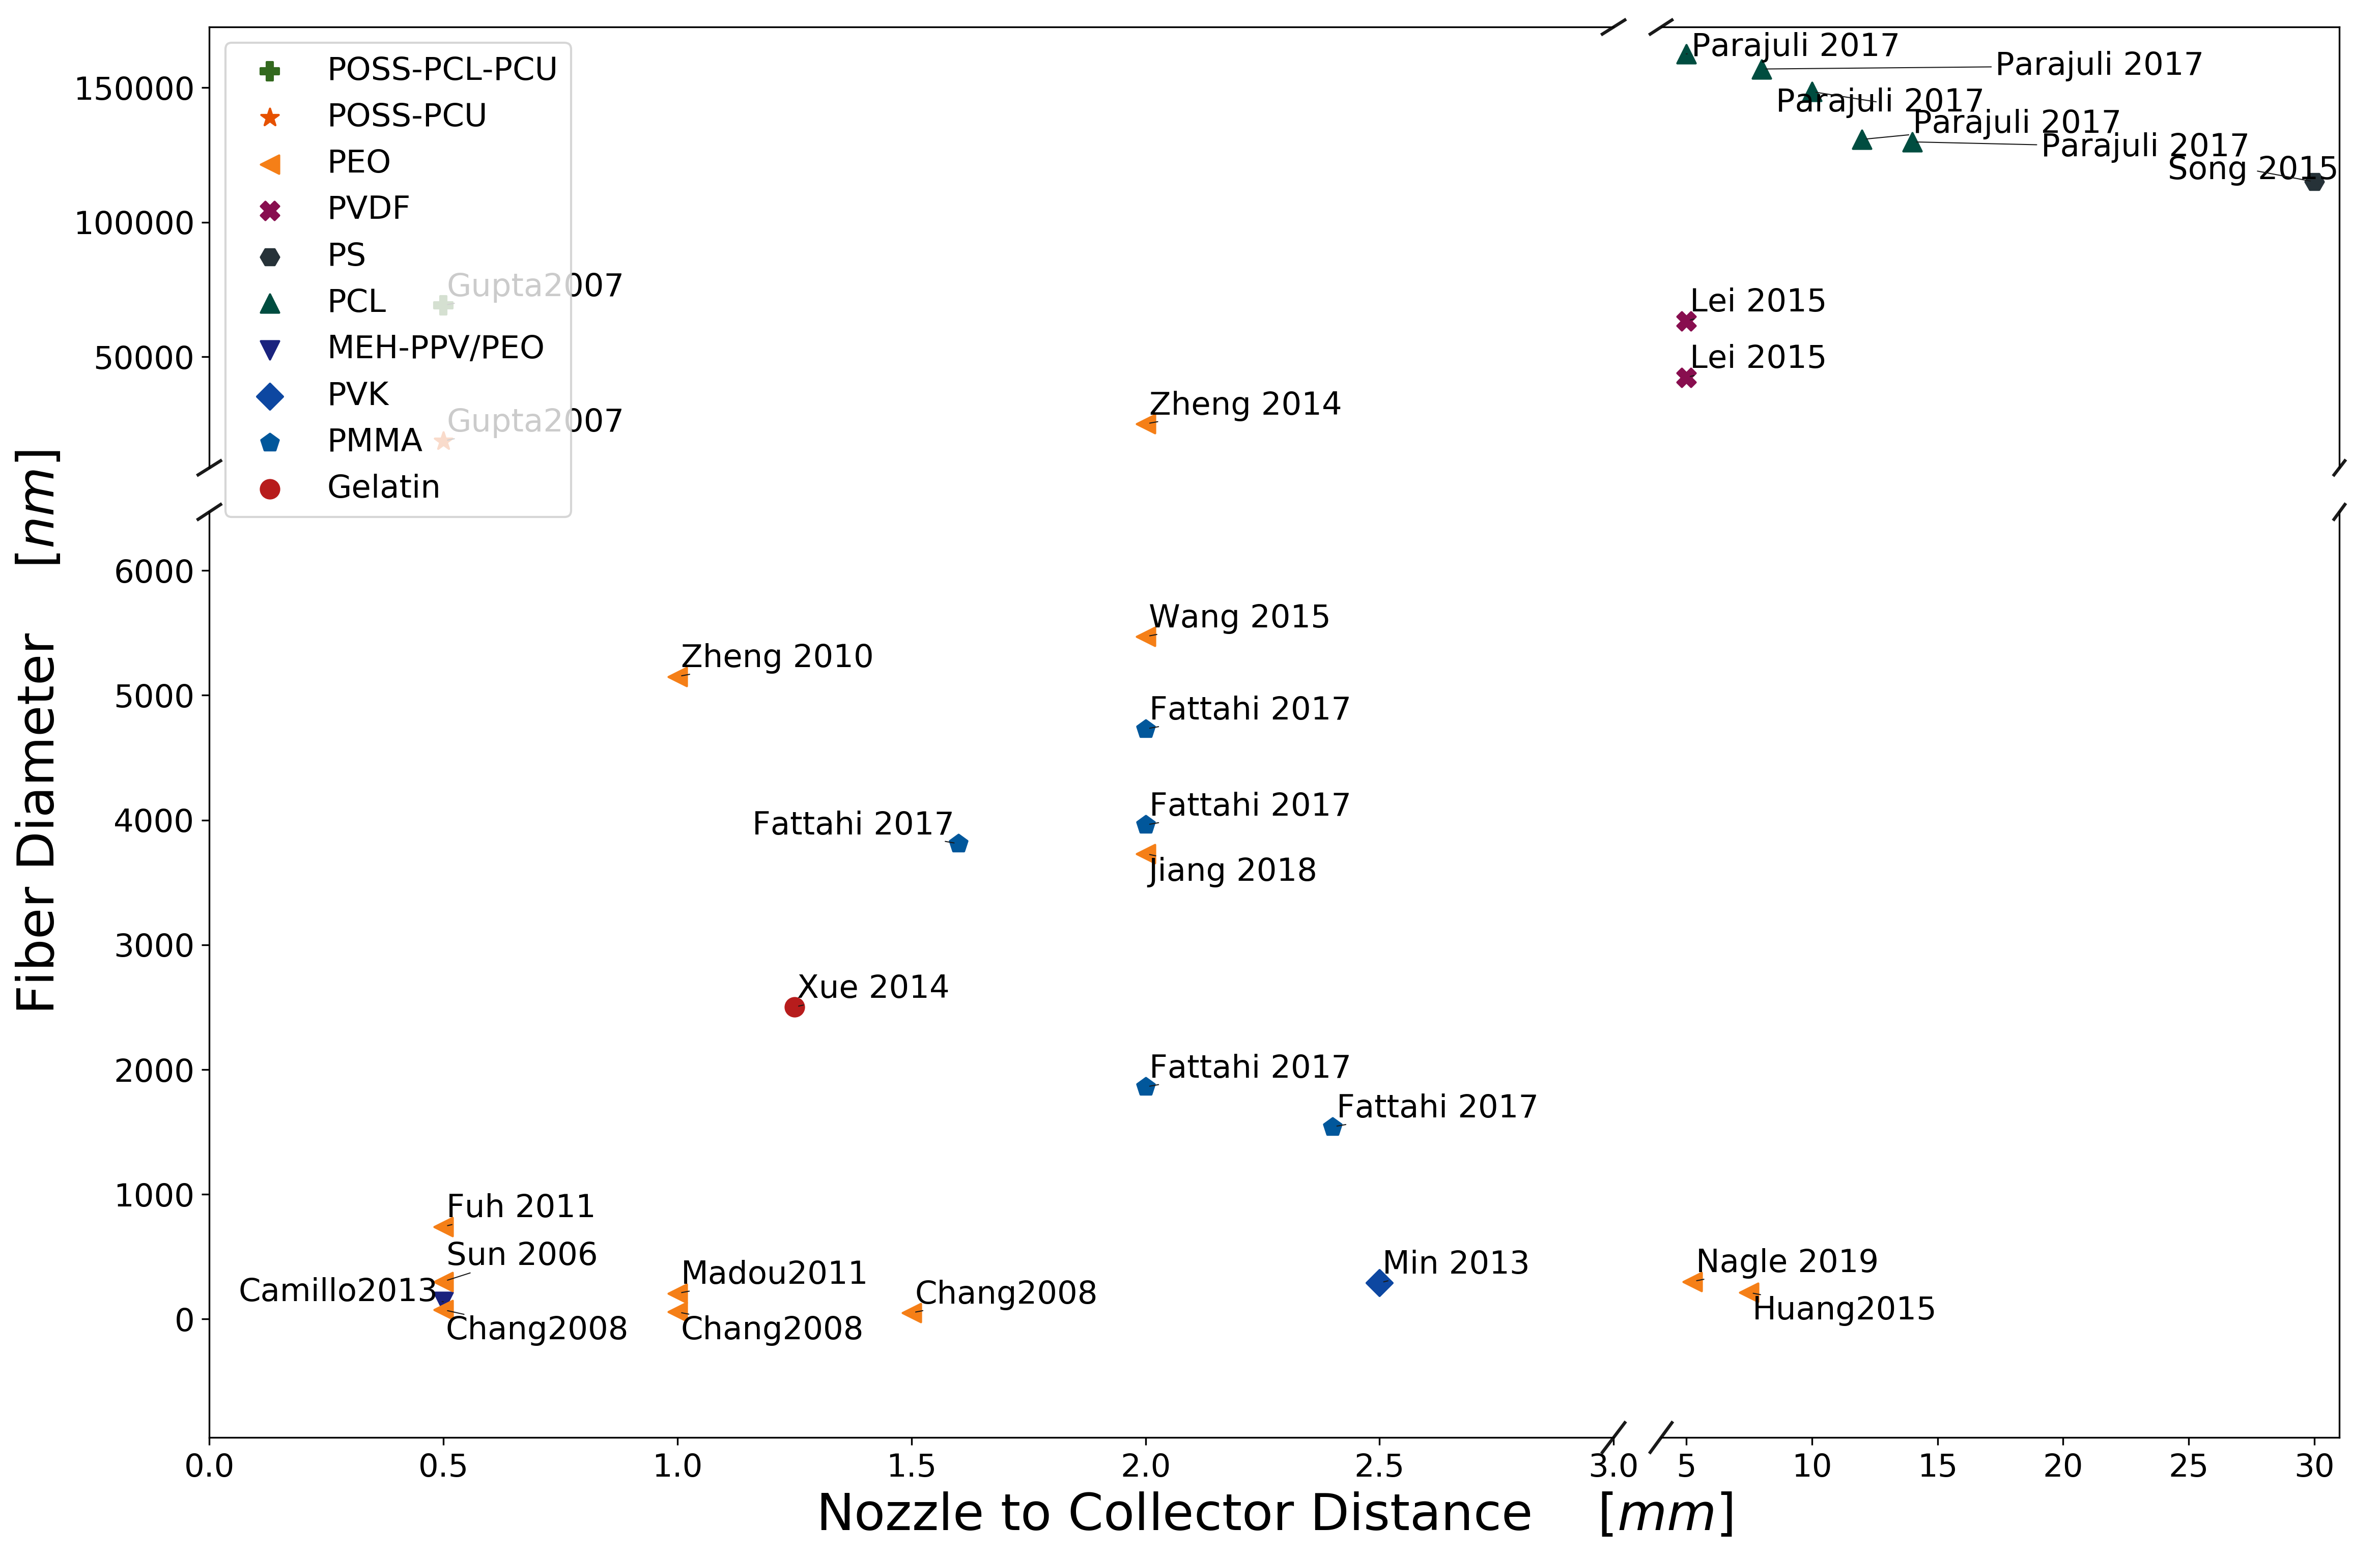 POSS-PCL-PCU
POSS-PCU
PEO
PVDF
PS
PCL
MEH-PPV/PEO
PVK
PMMA
Gelatin
Gupta2007
Gupta2007
Parajuli 2017
Parajuli 2017
Parajuli 2017
Parajuli 2017
Parajuli 2017
Song 2015
Lei 2015
Lei 2015
Zheng 2014
Wang 2015
Zheng 2010
Fattahi 2017
Fattahi 2017
Fattahi 2017
Jiang 2018
Xue 2014
Fattahi 2017
Fattahi 2017
Fuh 2011
Sun 2006
Camillo2013
Chang2008
Madou2011
Chang2008
Chang2008
Min 2013
Nagle 2019
Huang2015
150000
100000
50000
6000
5000
4000
3000
2000
1000
0
Fiber Diameter [nm]
0.0 0.5 1.0 1.5 2.0 2.5 3.0 5 10 15 20 25 30
Nozzle to Collector Distance [mm]